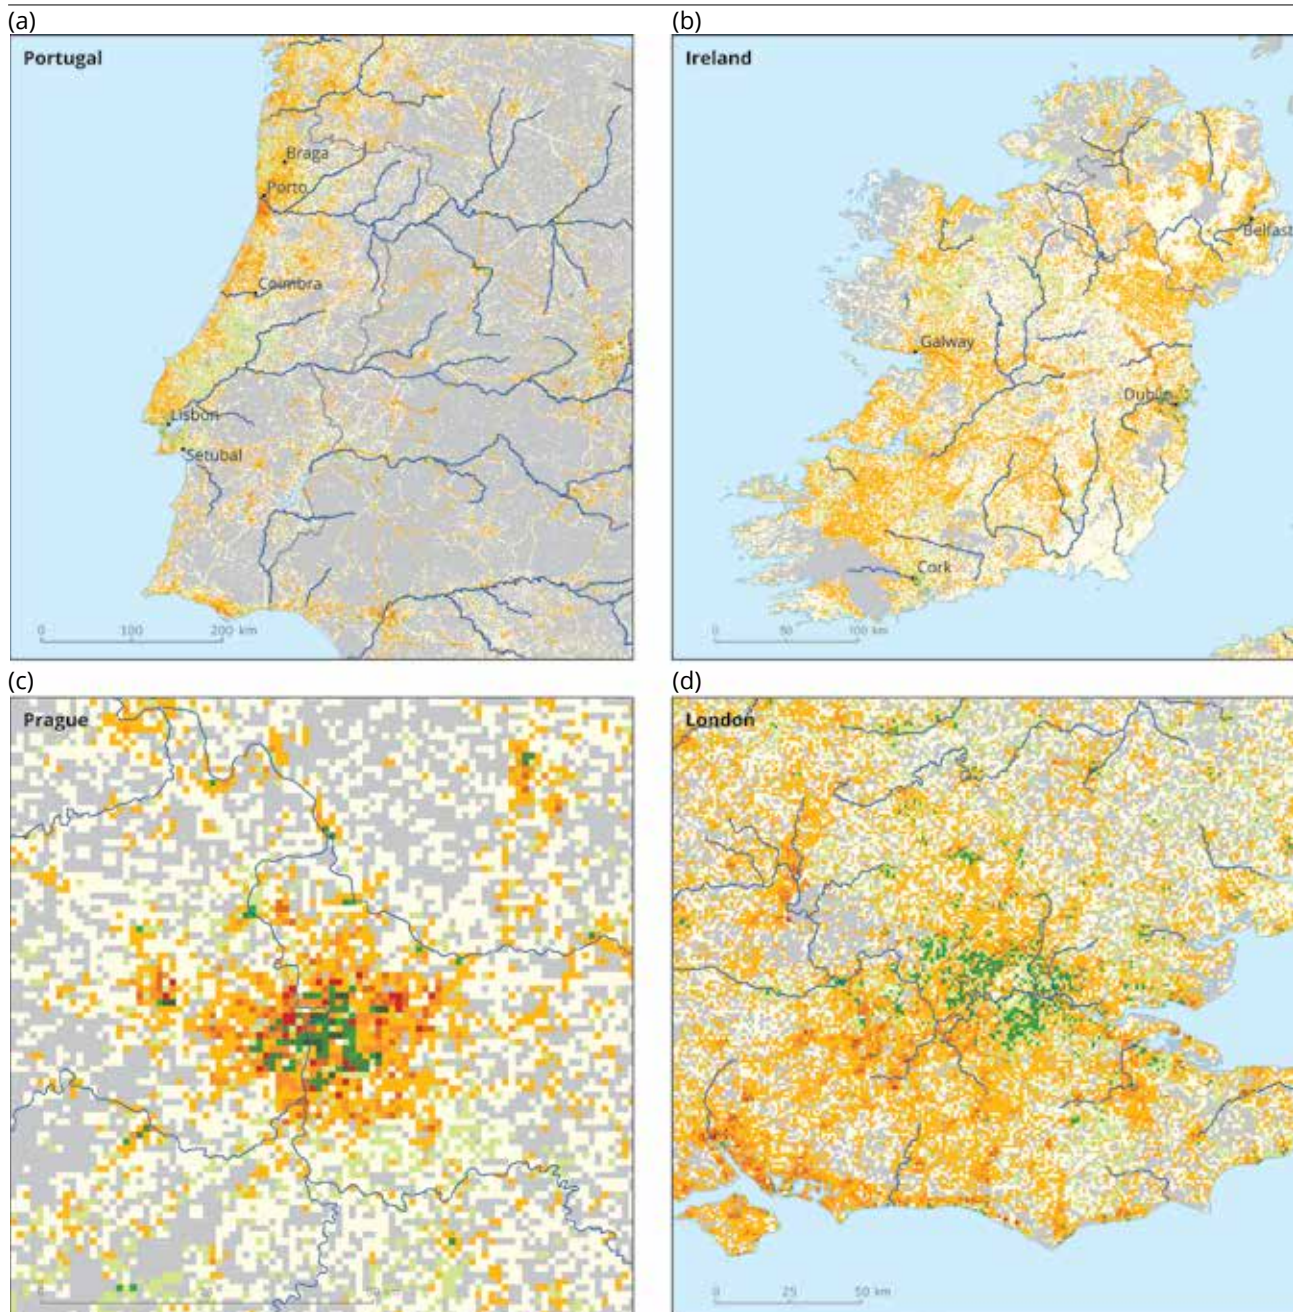 (a)
Portugal
Braga
Porto
Coimbra
Lisbon
Setubal
0 100 200 km
(b)
Ireland
Belfast
Galway
Dublin
Cork
0 50 100 km
(c)
Prague
0
(d)
London
0 25 50 km